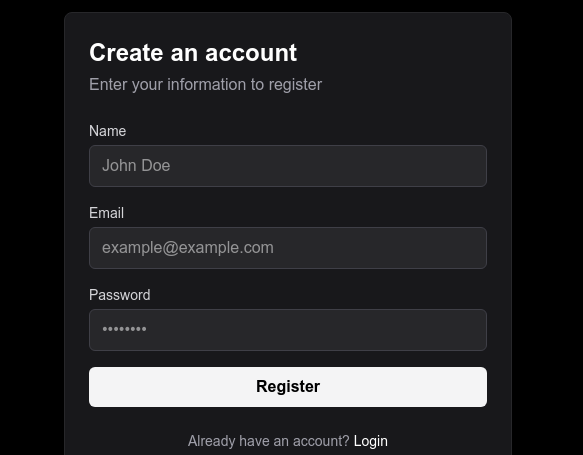 Create an account
Enter your information to register
Name
John Doe
Email
example@example.com
Password
••••••••
Register
Already have an account? Login